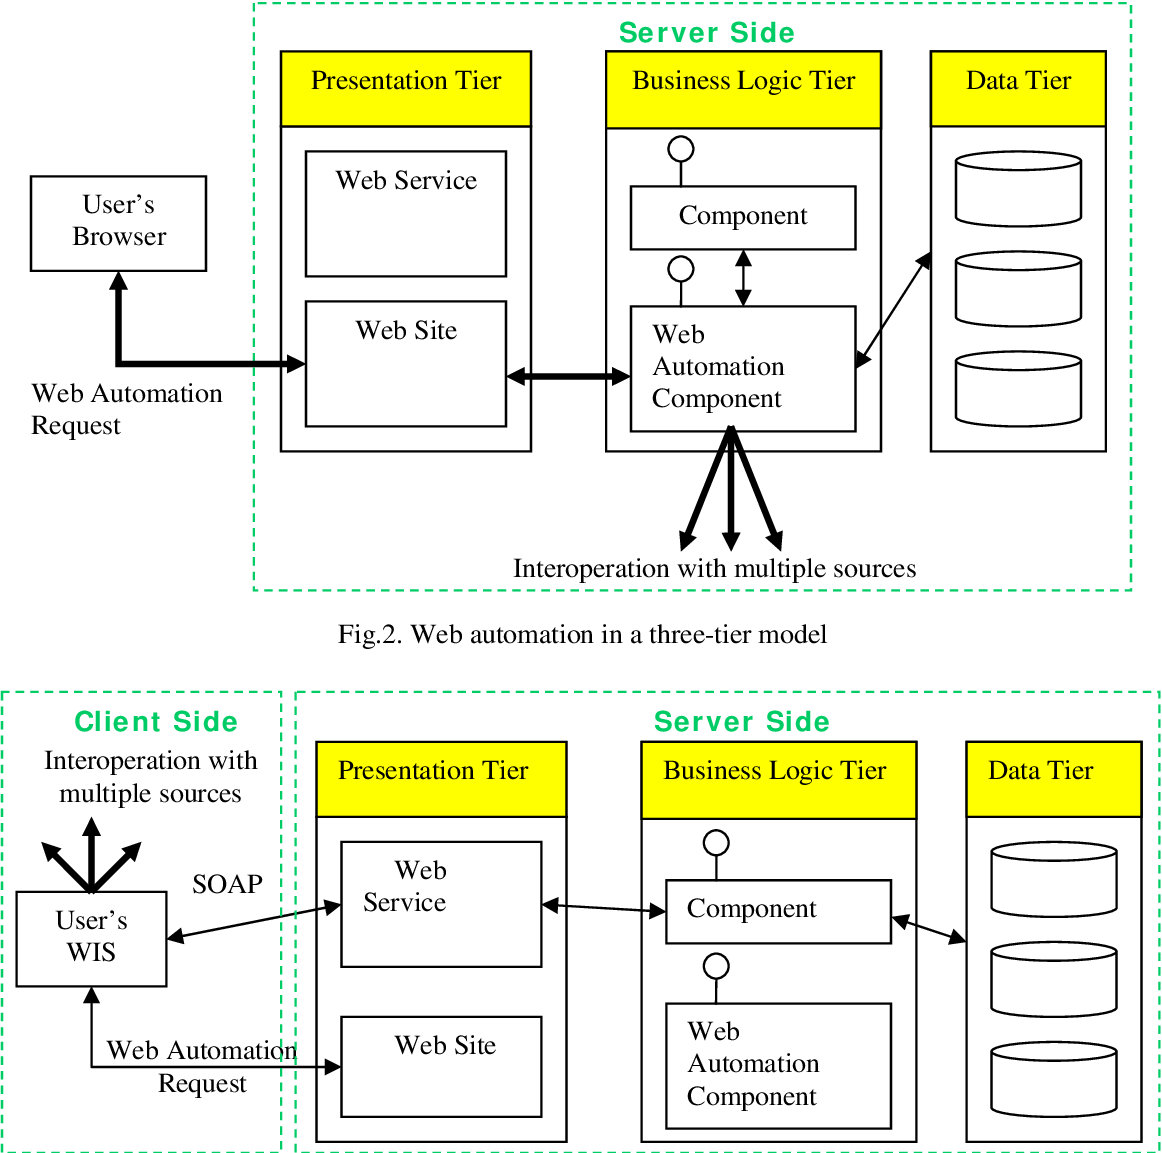 Server Side
Presentation Tier
Business Logic Tier
Data Tier
Web Service
User’s
Browser
Component
Web Site
Web
Automation
Component
Web Automation
Request
Interoperation with multiple sources
Fig.2. Web automation in a three-tier model
Client Side
Server Side
Interoperation with
multiple sources
Presentation Tier
Business Logic Tier
Data Tier
SOAP
Web
Service
Component
User’s
WIS
Web Automation
Request
Web Site
Web
Automation
Component